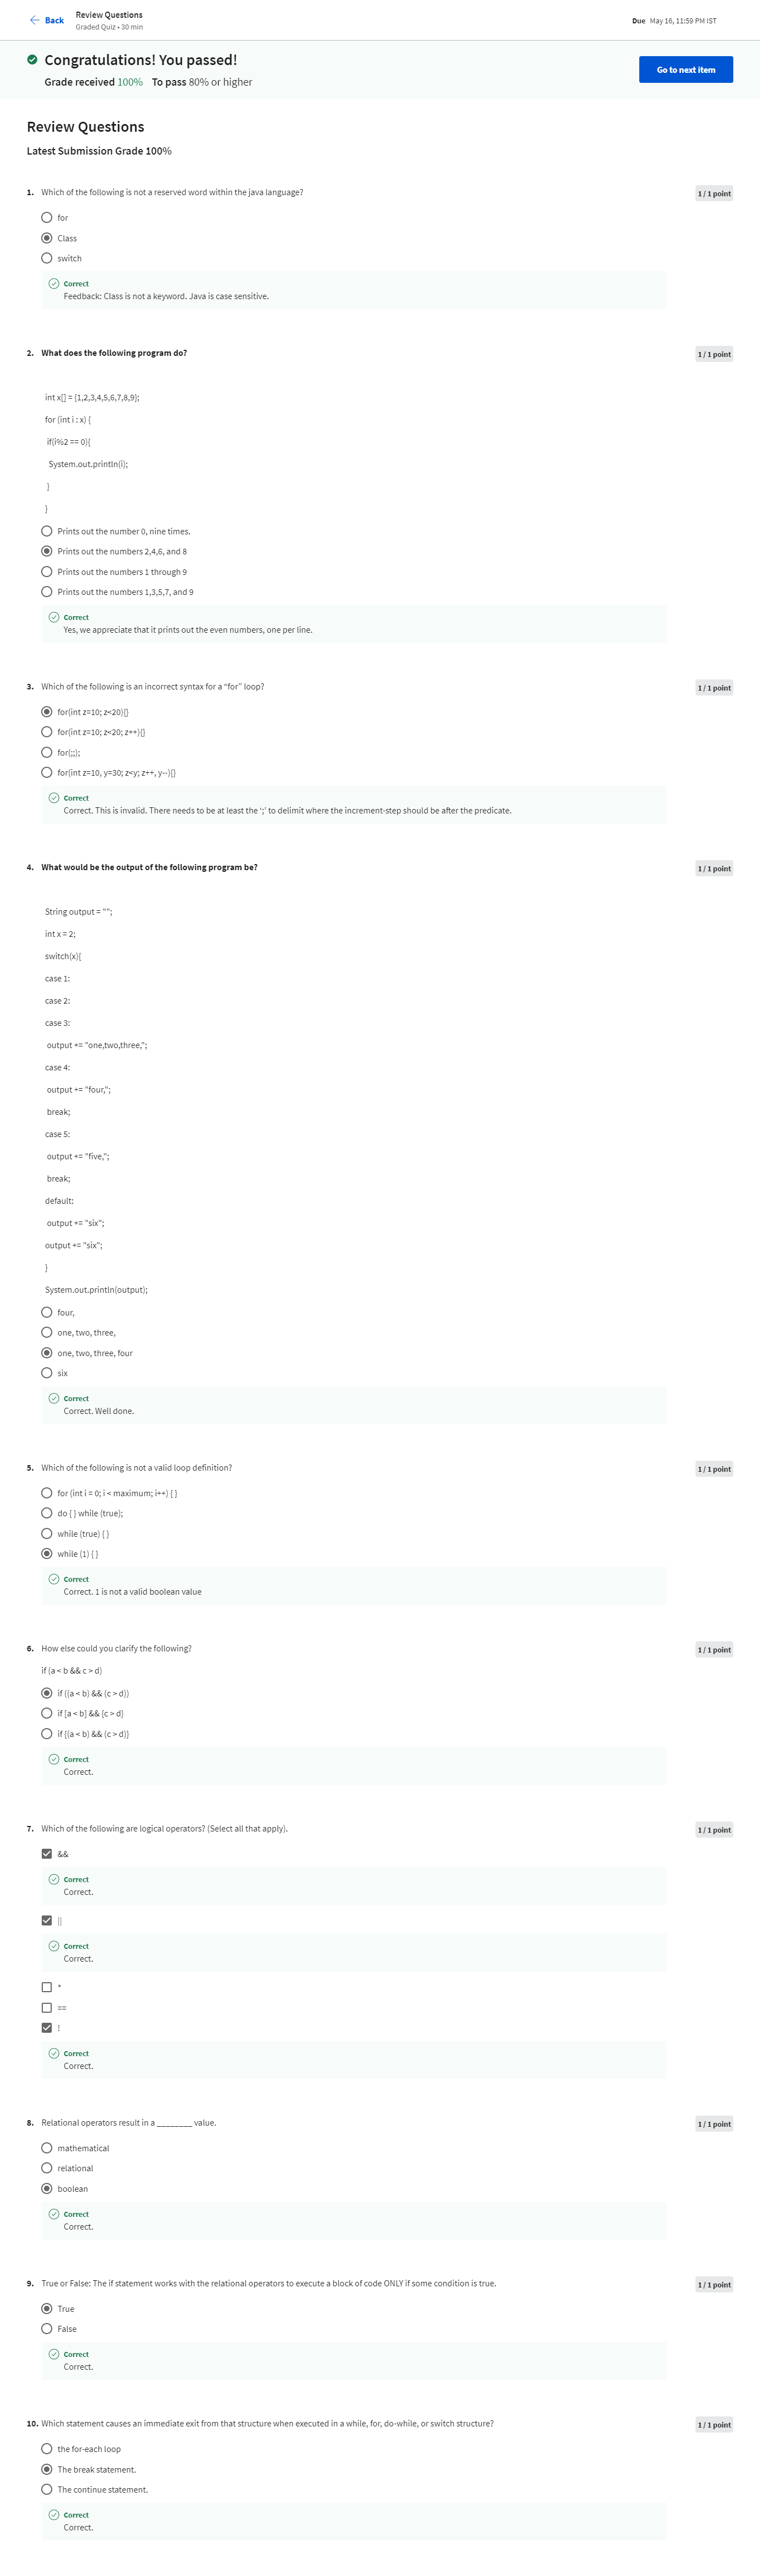 Back
Review Questions
Graded Quiz • 30 min
Due May 16, 11:59 PM IST
Congratulations! You passed!
Grade received 100% To pass 80% or higher
Go to next item
Review Questions
Latest Submission Grade 100%
1. Which of the following is not a reserved word within the java language?
1 / 1 point
for
Class
switch
Correct
Feedback: Class is not a keyword. Java is case sensitive.
2. What does the following program do?
1 / 1 point
int x[] = {1,2,3,4,5,6,7,8,9};
for (int i : x) {
if(i%2 == 0){
System.out.println(i);
}
}
Prints out the number 0, nine times.
Prints out the numbers 2,4,6, and 8
Prints out the numbers 1 through 9
Prints out the numbers 1,3,5,7, and 9
Correct
Yes, we appreciate that it prints out the even numbers, one per line.
3. Which of the following is an incorrect syntax for a “for” loop?
1 / 1 point
for(int z=10; z<20){}
for(int z=10; z<20; z++){}
for(;;);
for(int z=10, y=30; z<y; z++, y--){}
Correct
Correct. This is invalid. There needs to be at least the ‘;’ to delimit where the increment-step should be after the predicate.
4. What would be the output of the following program be?
1 / 1 point
String output = "";
int x = 2;
switch(x){
case 1:
case 2:
case 3:
output += "one,two,three,";
case 4:
output += "four,";
break;
case 5:
output += "five,";
break;
default:
output += "six";
output += "six";
}
System.out.println(output);
four,
one, two, three,
one, two, three, four
six
Correct
Correct. Well done.
5. Which of the following is not a valid loop definition?
1 / 1 point
for (int i = 0; i < maximum; i++) { }
do { } while (true);
while (true) { }
while (1) { }
Correct
Correct. 1 is not a valid boolean value
6. How else could you clarify the following?
1 / 1 point
if (a < b && c > d)
if ((a < b) && (c > d))
if [a < b] && {c > d}
if {(a < b) && (c > d)}
Correct
Correct.
7. Which of the following are logical operators? (Select all that apply).
1 / 1 point
&&
Correct
Correct.
||
Correct
Correct.
*
==
!
Correct
Correct.
8. Relational operators result in a ________ value.
1 / 1 point
mathematical
relational
boolean
Correct
Correct.
9. True or False: The if statement works with the relational operators to execute a block of code ONLY if some condition is true.
1 / 1 point
True
False
Correct
Correct.
10. Which statement causes an immediate exit from that structure when executed in a while, for, do-while, or switch structure?
1 / 1 point
the for-each loop
The break statement.
The continue statement.
Correct
Correct.